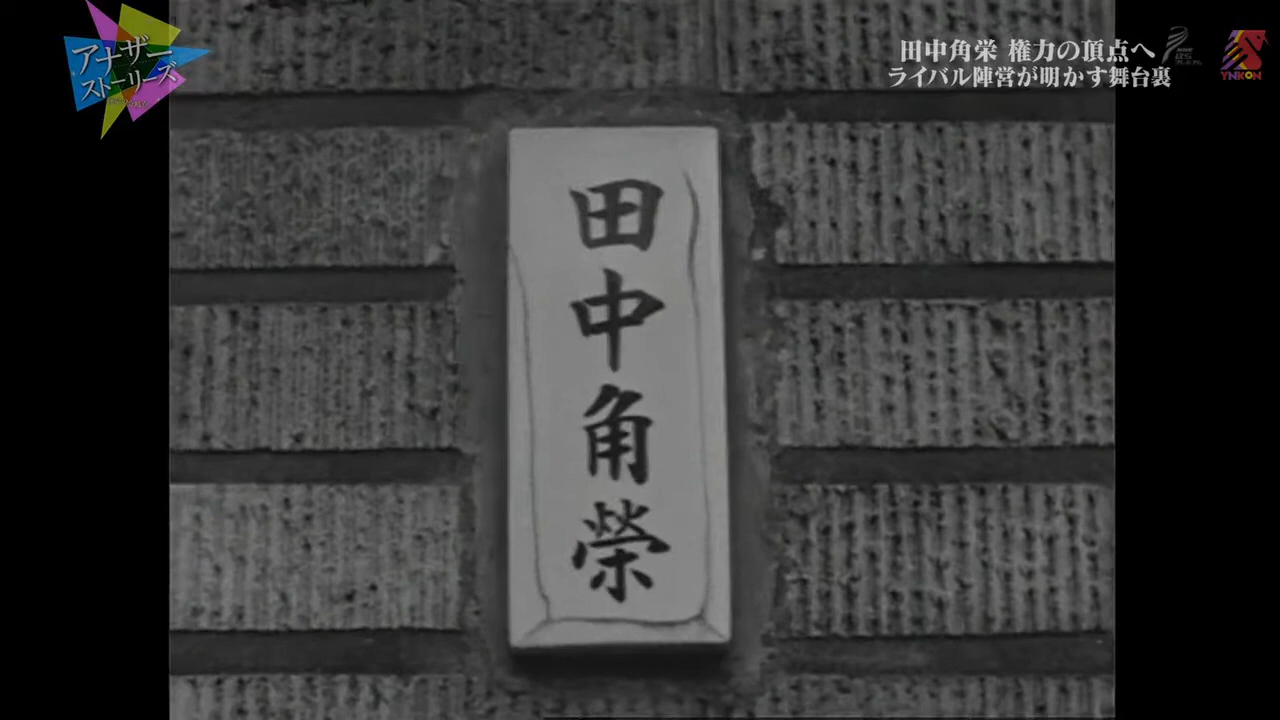 アナザー
ストーリーズ
田中角栄 権力の頂点へ
ライバル陣営が明かす舞台裏
YNKON
田中角榮